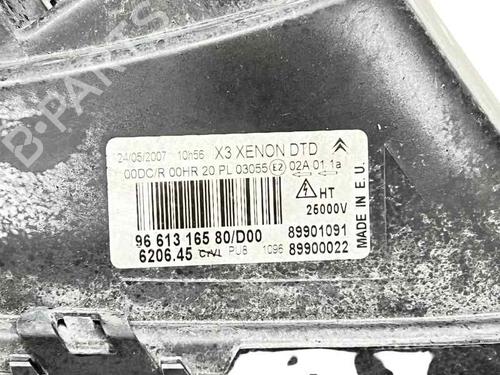 B-PARTS
24/05/2007 10h56 X3 XENON DTD
00DC/R 00HR 20 PL 03055 E2 02A 01 1a
HT
25000V
MADE IN E.U.
96 613 165 80/D00 89901091
6206.45 C/VL PU8 1096 89900022